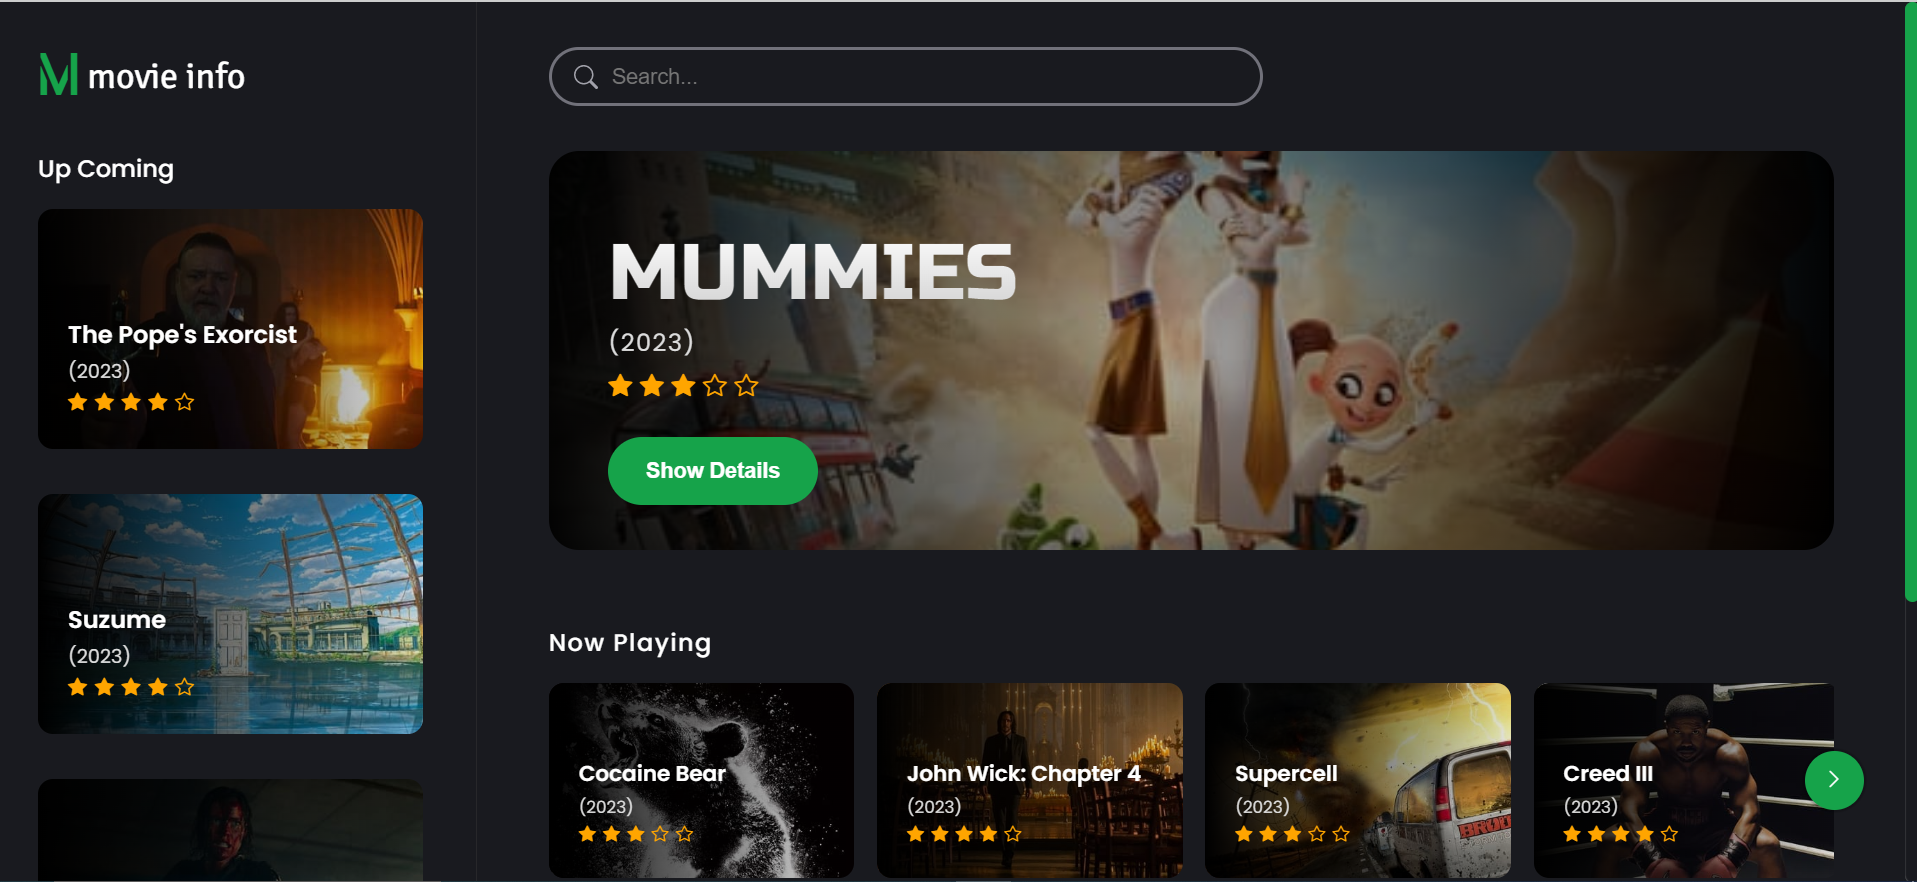 M movie info
Up Coming
The Pope's Exorcist
(2023)
Suzume
(2023)
Search...
MUMMIES
(2023)
Show Details
Now Playing
Cocaine Bear
(2023)
John Wick: Chapter 4
(2023)
Supercell
(2023)
Creed III
(2023)